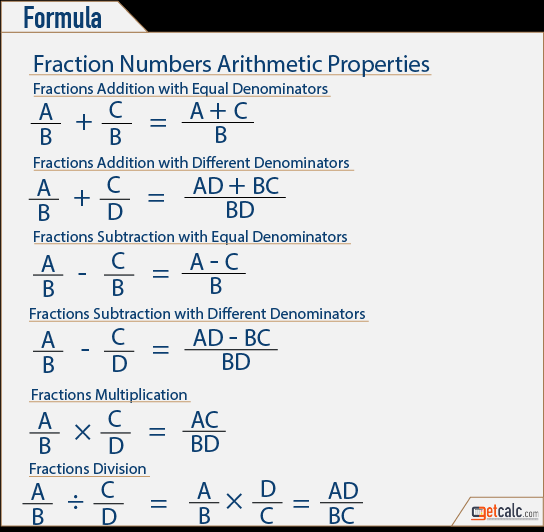 Formula
Fraction Numbers Arithmetic Properties
Fractions Addition with Equal Denominators
A/B + C/B = A + C/B
Fractions Addition with Different Denominators
A/B + C/D = AD + BC/BD
Fractions Subtraction with Equal Denominators
A/B - C/B = A - C/B
Fractions Subtraction with Different Denominators
A/B - C/D = AD - BC/BD
Fractions Multiplication
A/B × C/D = AC/BD
Fractions Division
A/B ÷ C/D = A/B × D/C = AD/BC
getcalc.com